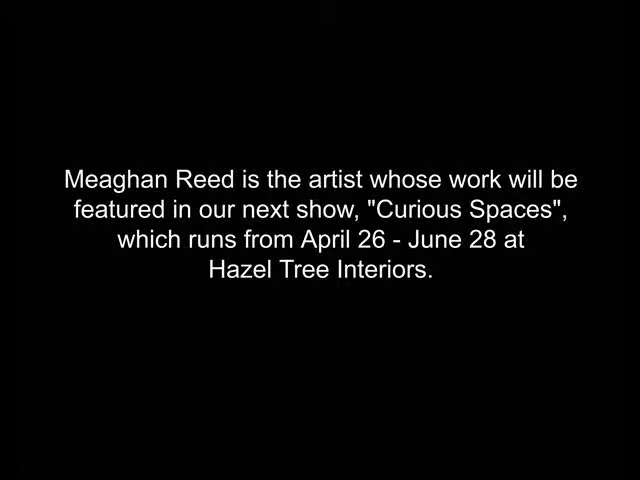 Meaghan Reed is the artist whose work will be
featured in our next show, "Curious Spaces",
which runs from April 26 - June 28 at
Hazel Tree Interiors.